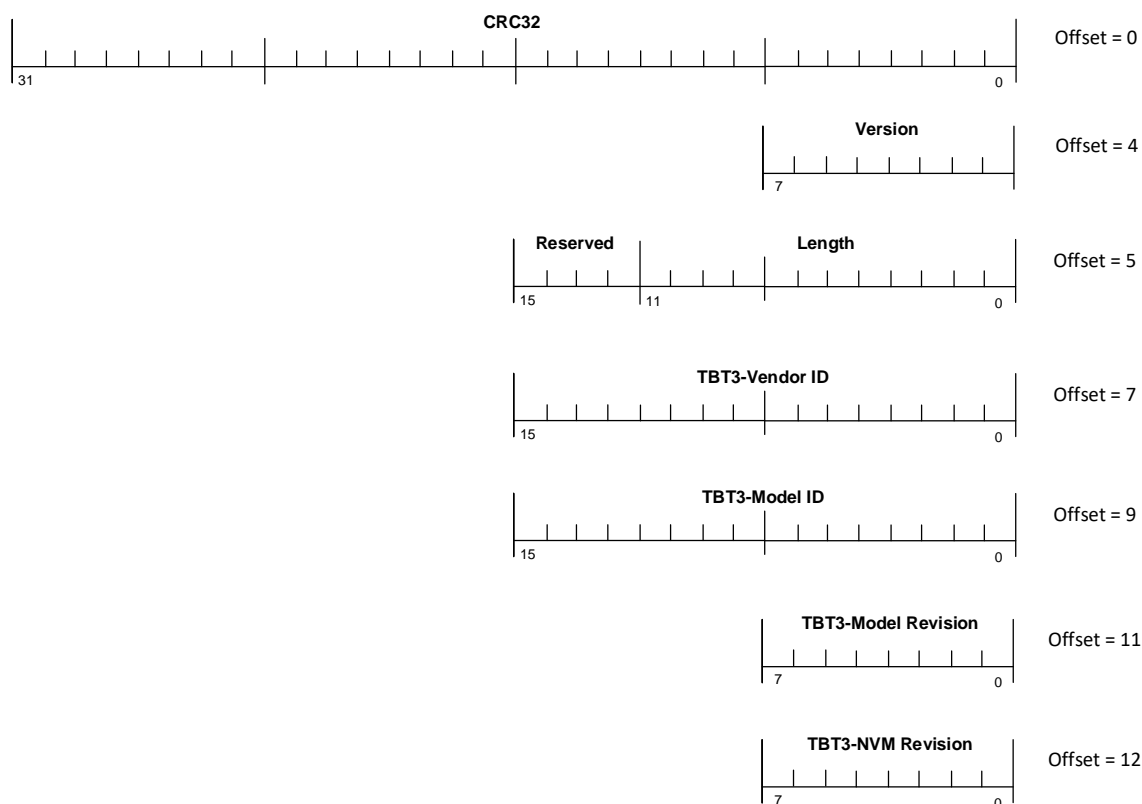 CRC32
Offset = 0
31 0
Version
Offset = 4
7
Reserved Length
Offset = 5
15 11 0
TBT3-Vendor ID
Offset = 7
15 0
TBT3-Model ID
Offset = 9
15 0
TBT3-Model Revision
Offset = 11
7 0
TBT3-NVM Revision
Offset = 12
7 0